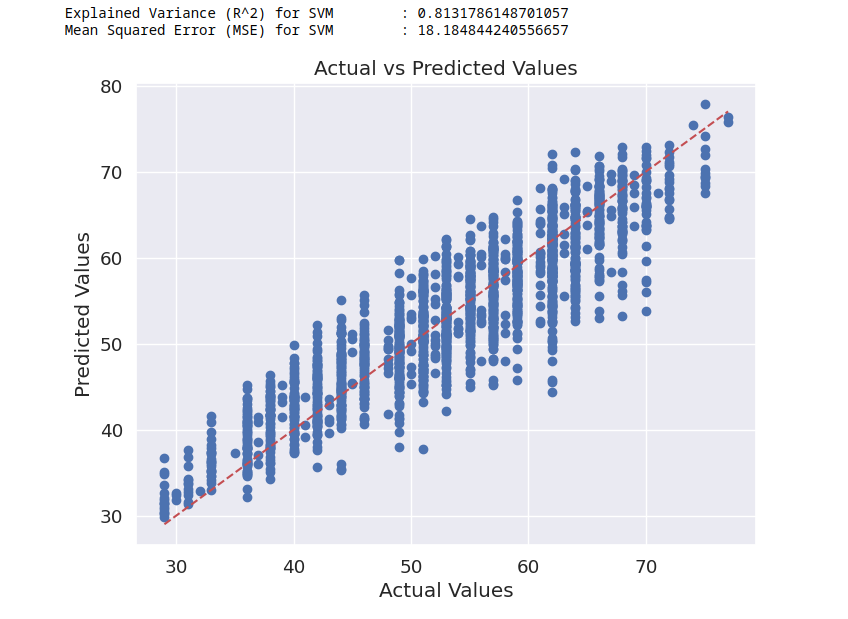 Explained Variance (R^2) for SVM : 0.8131786148701057
Mean Squared Error (MSE) for SVM : 18.184844240556657
Actual vs Predicted Values
80
70
60
50
40
30
Predicted Values
30 40 50 60 70
Actual Values